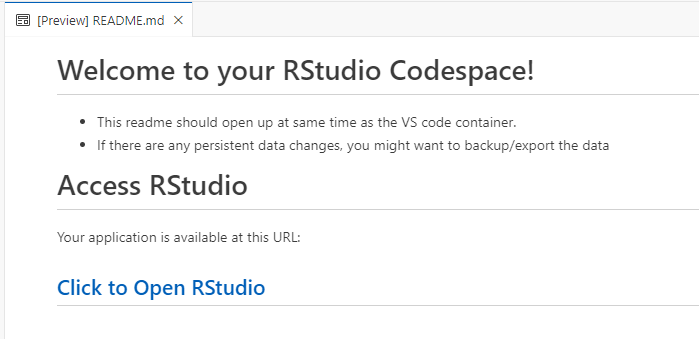 [Preview] README.md
Welcome to your RStudio Codespace!
This readme should open up at same time as the VS code container.
If there are any persistent data changes, you might want to backup/export the data
Access RStudio
Your application is available at this URL:
Click to Open RStudio